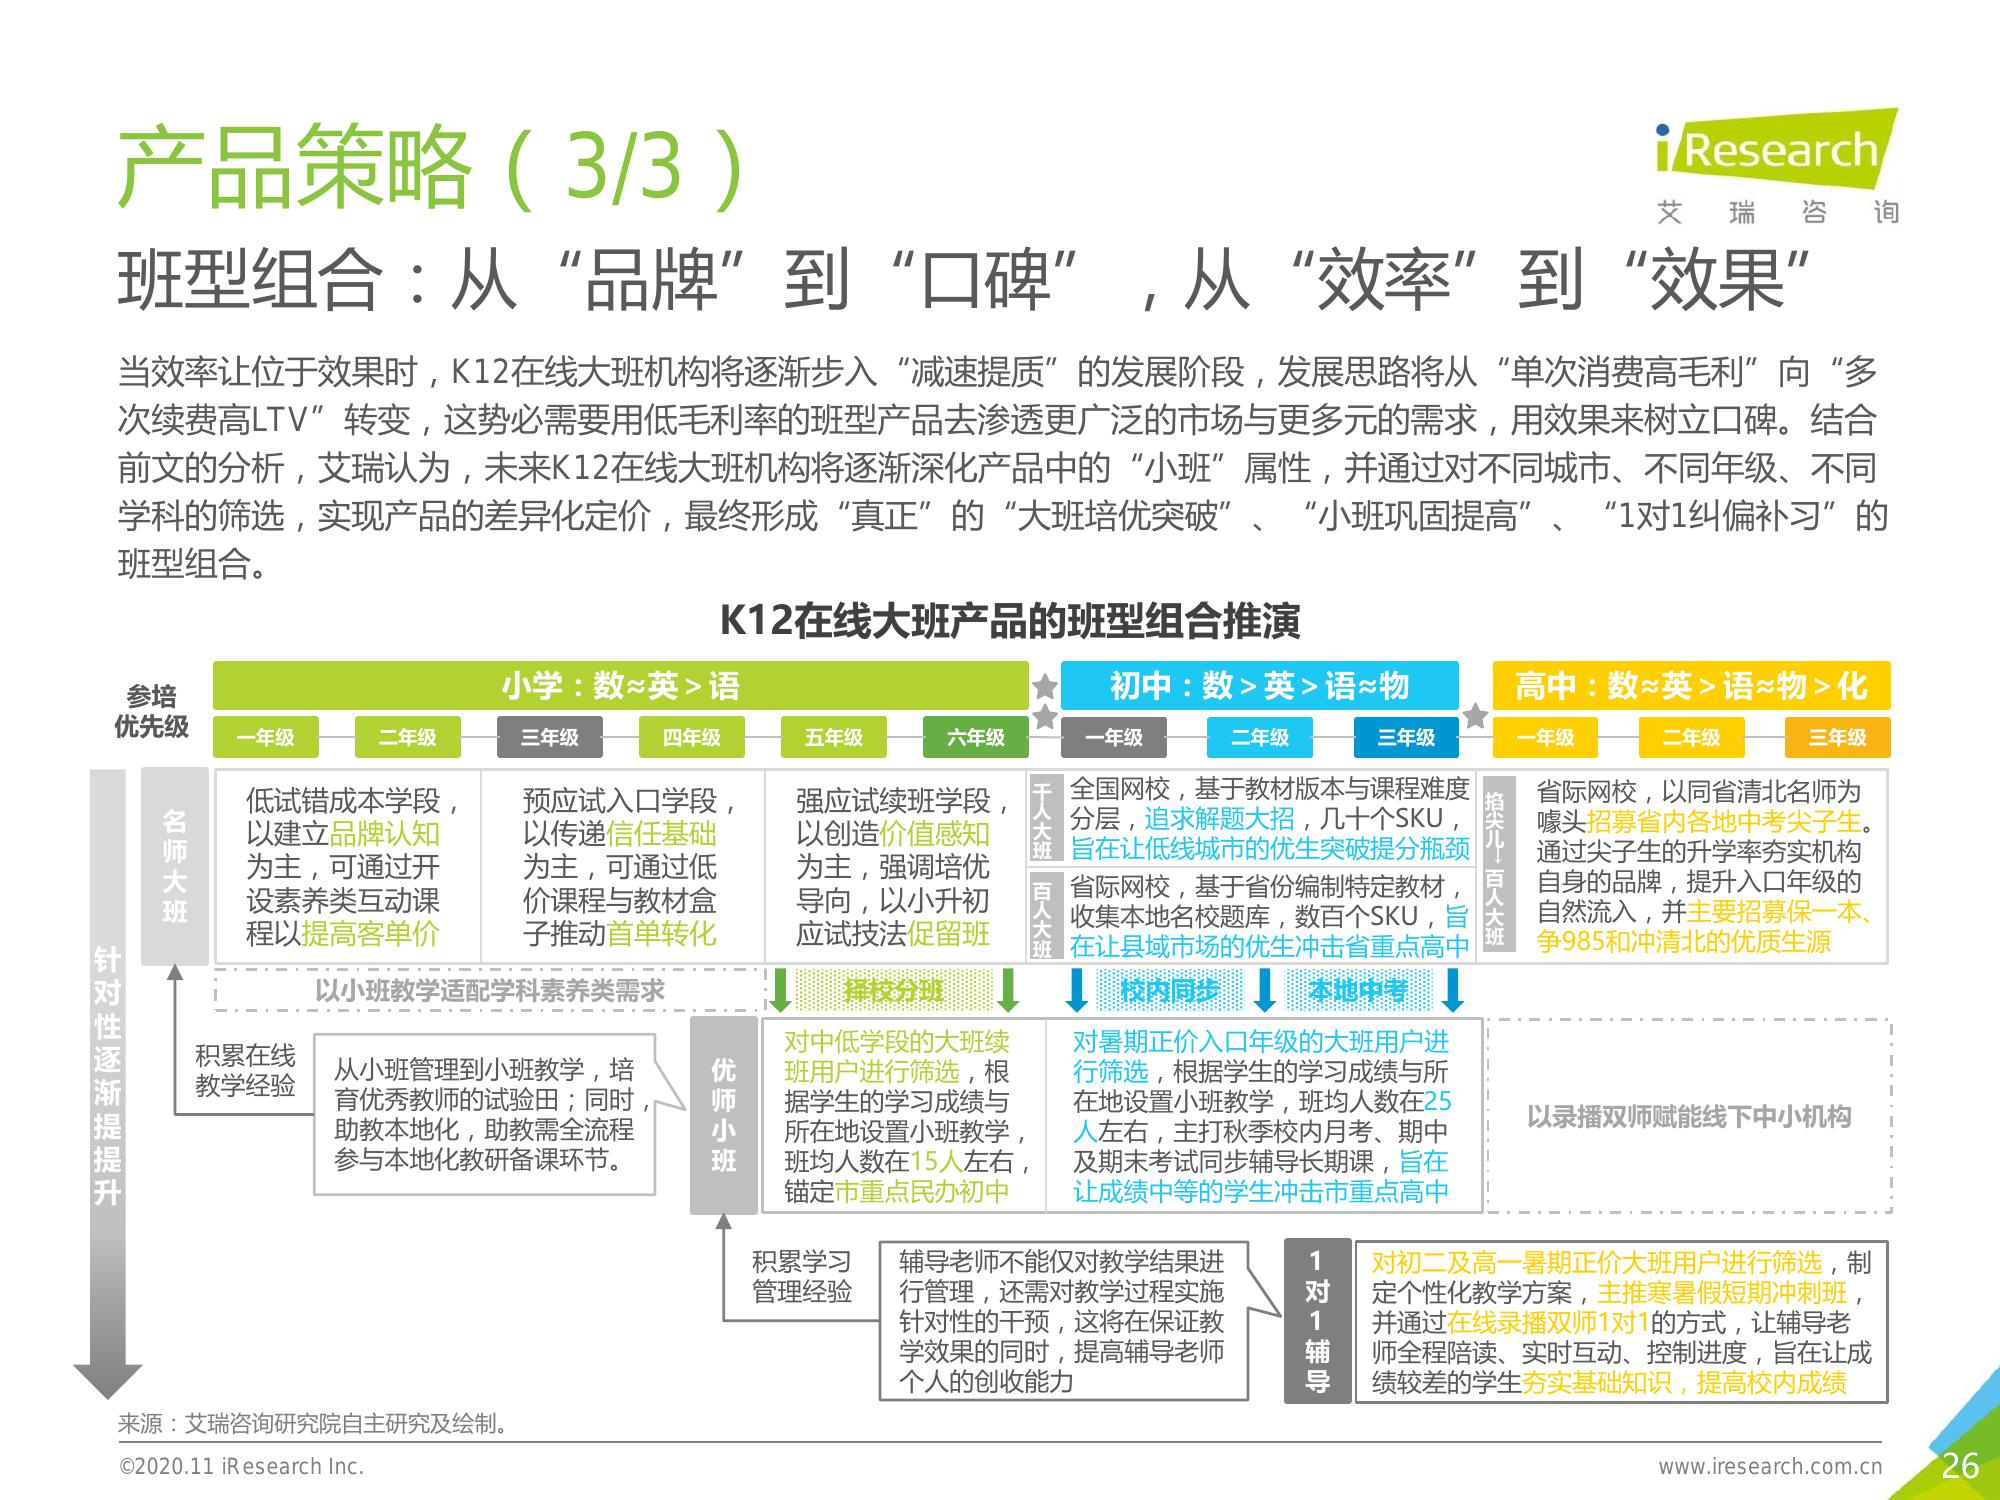 产品策略（3/3）
iResearch
艾瑞咨询
班型组合：从“品牌”到“口碑”，从“效率”到“效果”
当效率让位于效果时，K12在线大班机构将逐渐步入“减速提质”的发展阶段，发展思路将从“单次消费高毛利”向“多
次续费高LTV”转变，这势必需要用低毛利率的班型产品去渗透更广泛的市场与更多元的需求，用效果来树立口碑。结合
前文的分析，艾瑞认为，未来K12在线大班机构将逐渐深化产品中的“小班”属性，并通过对不同城市、不同年级、不同
学科的筛选，实现产品的差异化定价，最终形成“真正”的“大班培优突破”、“小班巩固提高”、“1对1纠偏补习”的
班型组合。
K12在线大班产品的班型组合推演
参培
优先级
小学：数≈英＞语
初中：数＞英＞语≈物
高中：数≈英＞语≈物＞化
一年级
二年级
三年级
四年级
五年级
六年级
一年级
二年级
三年级
一年级
二年级
三年级
针对性逐渐提升
名师大班
低试错成本学段，
以建立品牌认知
为主，可通过开
设素养类互动课
程以提高客单价
预应试入口学段，
以传递信任基础
为主，可通过低
价课程与教材盒
子推动首单转化
强应试续班学段，
以创造价值感知
为主，强调培优
导向，以小升初
应试技法促留班
千人大班
全国网校，基于教材版本与课程难度
分层，追求解题大招，几十个SKU，
旨在让低线城市的优生突破提分瓶颈
百人大班
省际网校，基于省份编制特定教材，
收集本地名校题库，数百个SKU，旨
在让县域市场的优生冲击省重点高中
掐尖儿→百人大班
省际网校，以同省清北名师为
噱头招募省内各地中考尖子生。
通过尖子生的升学率夯实机构
自身的品牌，提升入口年级的
自然流入，并主要招募保一本、
争985和冲清北的优质生源
以小班教学适配学科素养类需求
择校分班
校内同步
本地中考
积累在线
教学经验
从小班管理到小班教学，培
育优秀教师的试验田；同时，
助教本地化，助教需全流程
参与本地化教研备课环节。
优师小班
对中低学段的大班续
班用户进行筛选，根
据学生的学习成绩与
所在地设置小班教学，
班均人数在15人左右，
锚定市重点民办初中
对暑期正价入口年级的大班用户进
行筛选，根据学生的学习成绩与所
在地设置小班教学，班均人数在25
人左右，主打秋季校内月考、期中
及期末考试同步辅导长期课，旨在
让成绩中等的学生冲击市重点高中
以录播双师赋能线下中小机构
积累学习
管理经验
辅导老师不能仅对教学结果进
行管理，还需对教学过程实施
针对性的干预，这将在保证教
学效果的同时，提高辅导老师
个人的创收能力
1对1辅导
对初二及高一暑期正价大班用户进行筛选，制
定个性化教学方案，主推寒暑假短期冲刺班，
并通过在线录播双师1对1的方式，让辅导老
师全程陪读、实时互动、控制进度，旨在让成
绩较差的学生夯实基础知识，提高校内成绩
来源：艾瑞咨询研究院自主研究及绘制。
©2020.11 iResearch Inc.
www.iresearch.com.cn
26